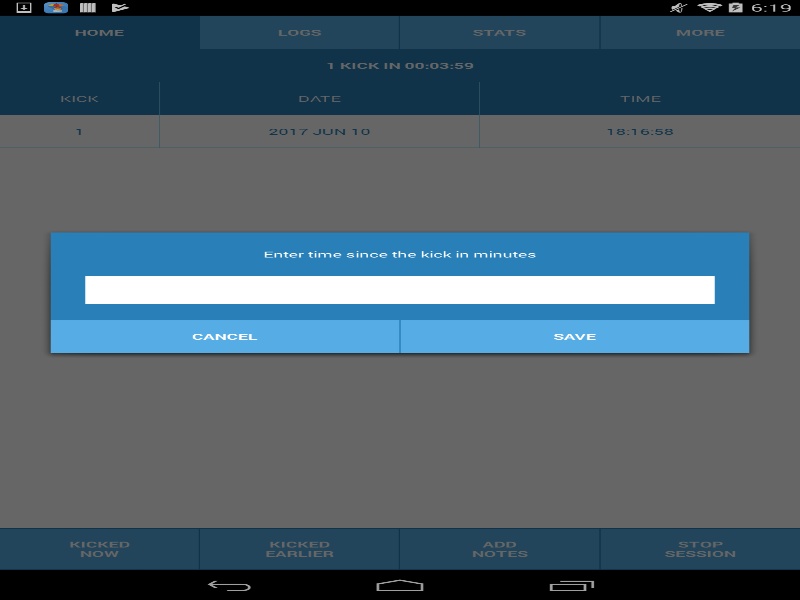 6:19
HOME LOGS STATS MORE
1 KICK IN 00:03:59
KICK DATE TIME
1 2017 JUN 10 18:16:58
Enter time since the kick in minutes
CANCEL SAVE
KICKED NOW
KICKED EARLIER
ADD NOTES
STOP SESSION